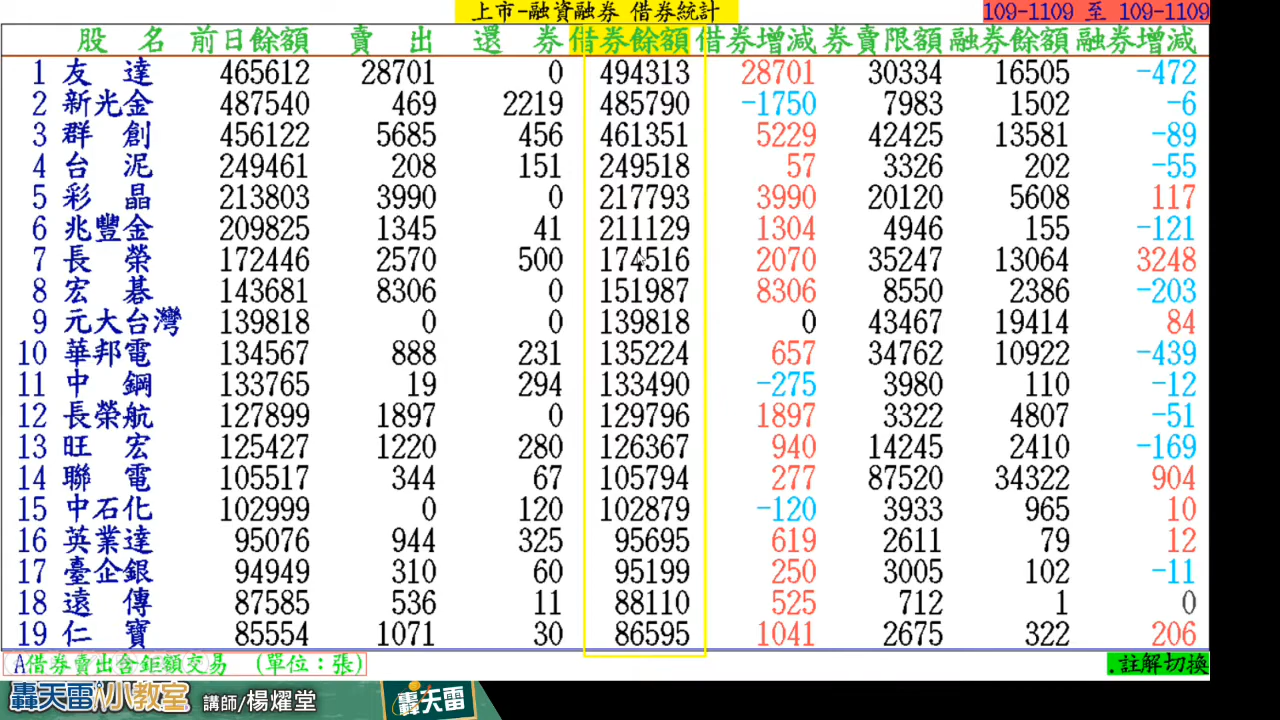 上市-融資融券 借券統計 109-1109 至 109-1109
股 名 前日餘額 賣 出 還 券 借券餘額 借券增減 券賣限額 融券餘額 融券增減
1 友 達 465612 28701 0 494313 28701 30334 16505 -472
2 新光金 487540 469 2219 485790 -1750 7983 1502 -6
3 群 創 456122 5685 456 461351 5229 42425 13581 -89
4 台 泥 249461 208 151 249518 57 3326 202 -55
5 彩 晶 213803 3990 0 217793 3990 20120 5608 117
6 兆豐金 209825 1345 41 211129 1304 4946 155 -121
7 長 榮 172446 2570 500 174516 2070 35247 13064 3248
8 宏 碁 143681 8306 0 151987 8306 8550 2386 -203
9 元大台灣 139818 0 0 139818 0 43467 19414 84
10 華邦電 134567 888 231 135224 657 34762 10922 -439
11 中 鋼 133765 19 294 133490 -275 3980 110 -12
12 長榮航 127899 1897 0 129796 1897 3322 4807 -51
13 旺 宏 125427 1220 280 126367 940 14245 2410 -169
14 聯 電 105517 344 67 105794 277 87520 34322 904
15 中石化 102999 0 120 102879 -120 3933 965 10
16 英業達 95076 944 325 95695 619 2611 79 12
17 臺企銀 94949 310 60 95199 250 3005 102 -11
18 遠 傳 87585 536 11 88110 525 712 1 0
19 仁 寶 85554 1071 30 86595 1041 2675 322 206
A借券賣出含鉅額交易 (單位：張) .註解切換
轟天雷小教室 講師/楊燿堂 轟天雷